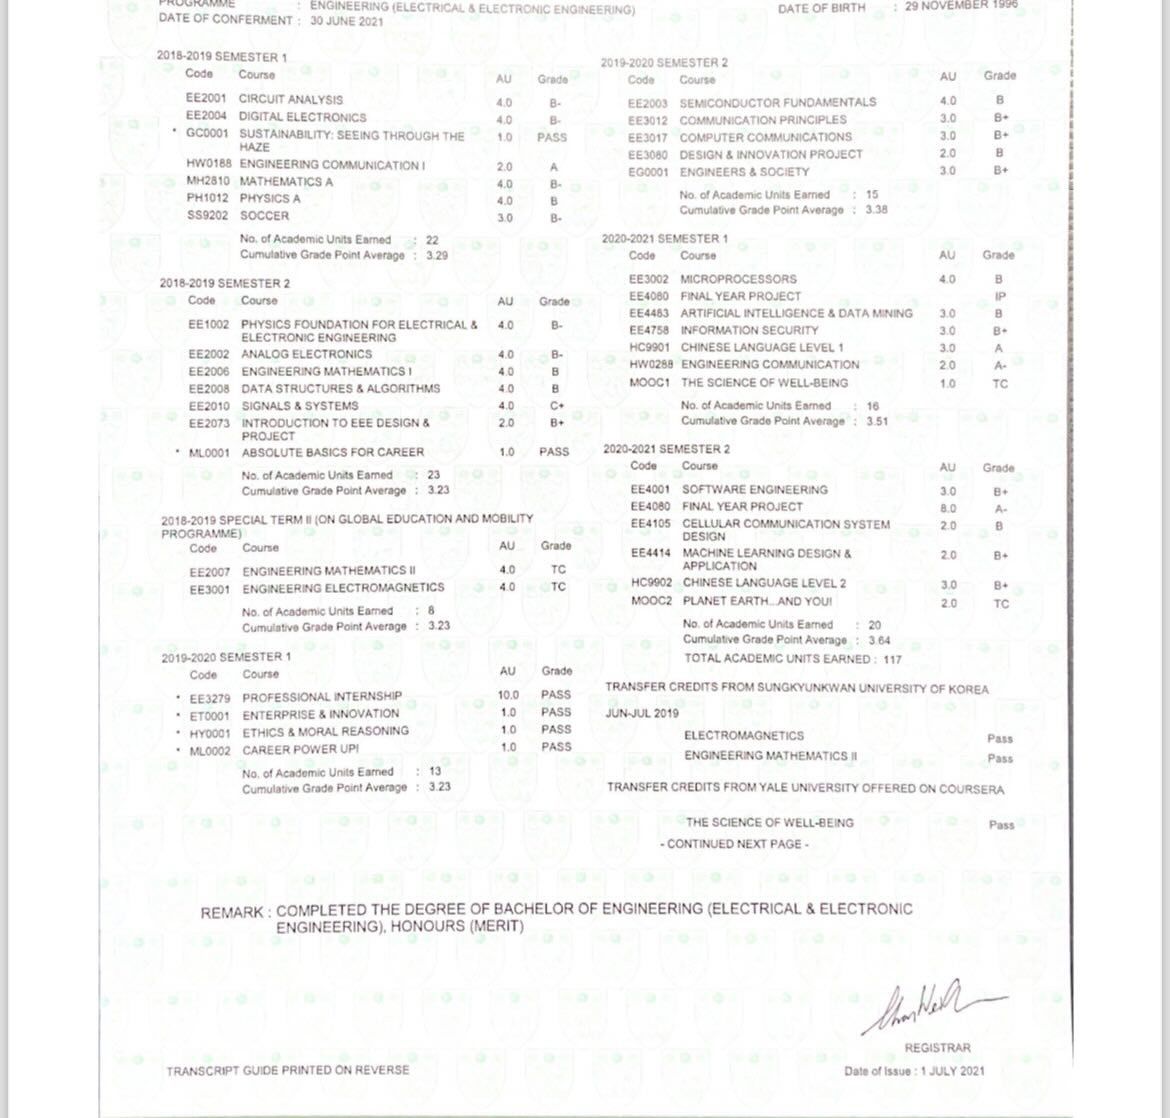 PROGRAMME : ENGINEERING (ELECTRICAL & ELECTRONIC ENGINEERING) DATE OF BIRTH : 29 NOVEMBER 1996
DATE OF CONFERMENT : 30 JUNE 2021
2018-2019 SEMESTER 1
Code Course AU Grade
EE2001 CIRCUIT ANALYSIS 4.0 B-
EE2004 DIGITAL ELECTRONICS 4.0 B-
* GC0001 SUSTAINABILITY: SEEING THROUGH THE 1.0 PASS
HAZE
HW0188 ENGINEERING COMMUNICATION I 2.0 A
MH2810 MATHEMATICS A 4.0 B-
PH1012 PHYSICS A 4.0 B
SS9202 SOCCER 3.0 B-
No. of Academic Units Earned : 22
Cumulative Grade Point Average : 3.29
2018-2019 SEMESTER 2
Code Course AU Grade
EE1002 PHYSICS FOUNDATION FOR ELECTRICAL & 4.0 B-
ELECTRONIC ENGINEERING
EE2002 ANALOG ELECTRONICS 4.0 B-
EE2006 ENGINEERING MATHEMATICS I 4.0 B
EE2008 DATA STRUCTURES & ALGORITHMS 4.0 B
EE2010 SIGNALS & SYSTEMS 4.0 C+
EE2073 INTRODUCTION TO EEE DESIGN & 2.0 B+
PROJECT
* ML0001 ABSOLUTE BASICS FOR CAREER 1.0 PASS
No. of Academic Units Earned : 23
Cumulative Grade Point Average : 3.23
2018-2019 SPECIAL TERM II (ON GLOBAL EDUCATION AND MOBILITY
PROGRAMME)
Code Course AU Grade
EE2007 ENGINEERING MATHEMATICS II 4.0 TC
EE3001 ENGINEERING ELECTROMAGNETICS 4.0 TC
No. of Academic Units Earned : 8
Cumulative Grade Point Average : 3.23
2019-2020 SEMESTER 1
Code Course AU Grade
* EE3279 PROFESSIONAL INTERNSHIP 10.0 PASS
* ET0001 ENTERPRISE & INNOVATION 1.0 PASS
* HY0001 ETHICS & MORAL REASONING 1.0 PASS
* ML0002 CAREER POWER UP! 1.0 PASS
No. of Academic Units Earned : 13
Cumulative Grade Point Average : 3.23
2019-2020 SEMESTER 2
Code Course AU Grade
EE2003 SEMICONDUCTOR FUNDAMENTALS 4.0 B
EE3012 COMMUNICATION PRINCIPLES 3.0 B+
EE3017 COMPUTER COMMUNICATIONS 3.0 B+
EE3080 DESIGN & INNOVATION PROJECT 2.0 B
EG0001 ENGINEERS & SOCIETY 3.0 B+
No. of Academic Units Earned : 15
Cumulative Grade Point Average : 3.38
2020-2021 SEMESTER 1
Code Course AU Grade
EE3002 MICROPROCESSORS 4.0 B
EE4080 FINAL YEAR PROJECT IP
EE4483 ARTIFICIAL INTELLIGENCE & DATA MINING 3.0 B
EE4758 INFORMATION SECURITY 3.0 B+
HC9901 CHINESE LANGUAGE LEVEL 1 3.0 A
HW0288 ENGINEERING COMMUNICATION 2.0 A-
MOOC1 THE SCIENCE OF WELL-BEING 1.0 TC
No. of Academic Units Earned : 16
Cumulative Grade Point Average : 3.51
2020-2021 SEMESTER 2
Code Course AU Grade
EE4001 SOFTWARE ENGINEERING 3.0 B+
EE4080 FINAL YEAR PROJECT 8.0 A-
EE4105 CELLULAR COMMUNICATION SYSTEM 2.0 B
DESIGN
EE4414 MACHINE LEARNING DESIGN & 2.0 B+
APPLICATION
HC9902 CHINESE LANGUAGE LEVEL 2 3.0 B+
MOOC2 PLANET EARTH...AND YOU! 2.0 TC
No. of Academic Units Earned : 20
Cumulative Grade Point Average : 3.64
TOTAL ACADEMIC UNITS EARNED : 117
TRANSFER CREDITS FROM SUNGKYUNKWAN UNIVERSITY OF KOREA
JUN-JUL 2019
ELECTROMAGNETICS Pass
ENGINEERING MATHEMATICS II Pass
TRANSFER CREDITS FROM YALE UNIVERSITY OFFERED ON COURSERA
THE SCIENCE OF WELL-BEING Pass
- CONTINUED NEXT PAGE -
REMARK : COMPLETED THE DEGREE OF BACHELOR OF ENGINEERING (ELECTRICAL & ELECTRONIC
ENGINEERING), HONOURS (MERIT)
REGISTRAR
TRANSCRIPT GUIDE PRINTED ON REVERSE Date of Issue : 1 JULY 2021